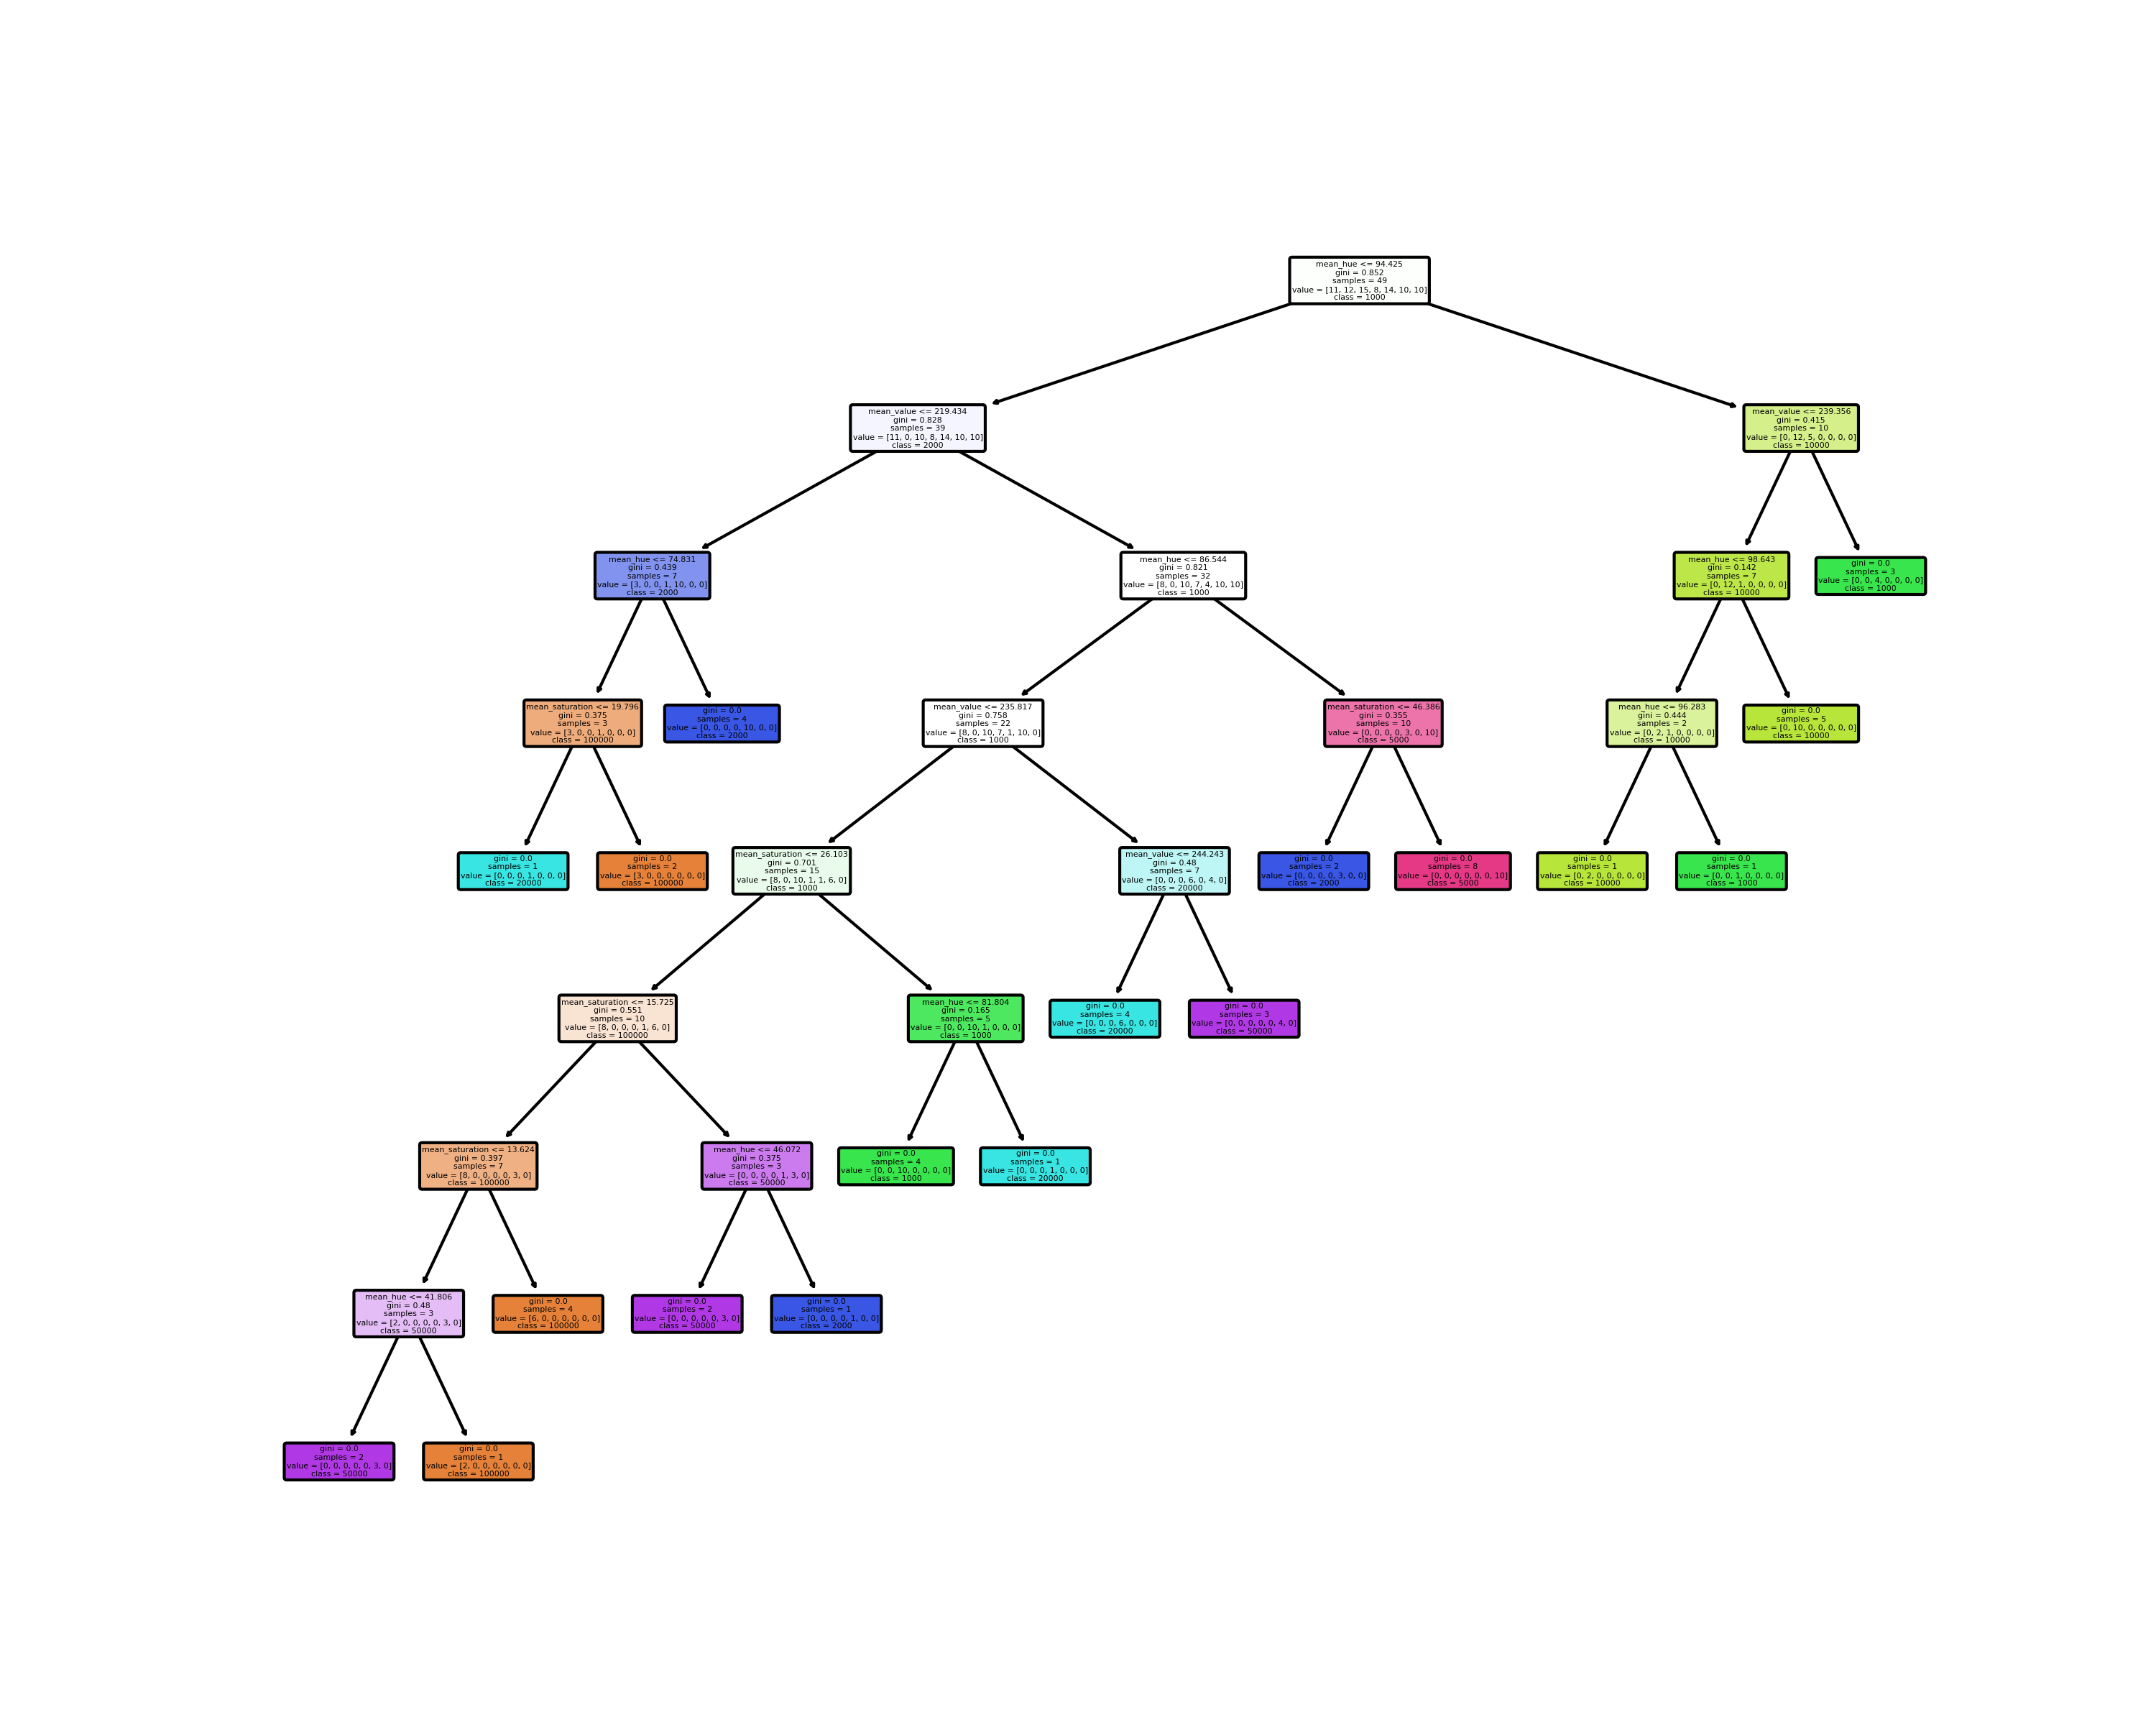 mean_hue <= 94.425
gini = 0.852
samples = 49
value = [11, 12, 15, 8, 14, 10, 10]
class = 1000
mean_value <= 219.434
gini = 0.828
samples = 39
value = [11, 0, 10, 8, 14, 10, 10]
class = 2000
mean_value <= 239.356
gini = 0.415
samples = 10
value = [0, 12, 5, 0, 0, 0, 0]
class = 10000
mean_hue <= 74.831
gini = 0.439
samples = 7
value = [3, 0, 0, 1, 10, 0, 0]
class = 2000
mean_hue <= 86.544
gini = 0.821
samples = 32
value = [8, 0, 10, 7, 4, 10, 10]
class = 1000
mean_hue <= 98.643
gini = 0.142
samples = 7
value = [0, 12, 1, 0, 0, 0, 0]
class = 10000
gini = 0.0
samples = 3
value = [0, 0, 4, 0, 0, 0, 0]
class = 1000
mean_saturation <= 19.796
gini = 0.375
samples = 3
value = [3, 0, 0, 1, 0, 0, 0]
class = 100000
gini = 0.0
samples = 4
value = [0, 0, 0, 0, 10, 0, 0]
class = 2000
mean_value <= 235.817
gini = 0.758
samples = 22
value = [8, 0, 10, 7, 1, 10, 0]
class = 1000
mean_saturation <= 46.386
gini = 0.355
samples = 10
value = [0, 0, 0, 0, 3, 0, 10]
class = 5000
mean_hue <= 96.283
gini = 0.444
samples = 2
value = [0, 2, 1, 0, 0, 0, 0]
class = 10000
gini = 0.0
samples = 5
value = [0, 10, 0, 0, 0, 0, 0]
class = 10000
gini = 0.0
samples = 1
value = [0, 0, 0, 1, 0, 0, 0]
class = 20000
gini = 0.0
samples = 2
value = [3, 0, 0, 0, 0, 0, 0]
class = 100000
mean_saturation <= 26.103
gini = 0.701
samples = 15
value = [8, 0, 10, 1, 1, 6, 0]
class = 1000
mean_value <= 244.243
gini = 0.48
samples = 7
value = [0, 0, 0, 6, 0, 4, 0]
class = 20000
gini = 0.0
samples = 2
value = [0, 0, 0, 0, 3, 0, 0]
class = 2000
gini = 0.0
samples = 8
value = [0, 0, 0, 0, 0, 0, 10]
class = 5000
gini = 0.0
samples = 1
value = [0, 2, 0, 0, 0, 0, 0]
class = 10000
gini = 0.0
samples = 1
value = [0, 0, 1, 0, 0, 0, 0]
class = 1000
mean_saturation <= 15.725
gini = 0.551
samples = 10
value = [8, 0, 0, 0, 1, 6, 0]
class = 100000
mean_hue <= 81.804
gini = 0.165
samples = 5
value = [0, 0, 10, 1, 0, 0, 0]
class = 1000
gini = 0.0
samples = 4
value = [0, 0, 0, 6, 0, 0, 0]
class = 20000
gini = 0.0
samples = 3
value = [0, 0, 0, 0, 0, 4, 0]
class = 50000
mean_saturation <= 13.624
gini = 0.397
samples = 7
value = [8, 0, 0, 0, 0, 3, 0]
class = 100000
mean_hue <= 46.072
gini = 0.375
samples = 3
value = [0, 0, 0, 0, 1, 3, 0]
class = 50000
gini = 0.0
samples = 4
value = [0, 0, 10, 0, 0, 0, 0]
class = 1000
gini = 0.0
samples = 1
value = [0, 0, 0, 1, 0, 0, 0]
class = 20000
mean_hue <= 41.806
gini = 0.48
samples = 3
value = [2, 0, 0, 0, 0, 3, 0]
class = 50000
gini = 0.0
samples = 4
value = [6, 0, 0, 0, 0, 0, 0]
class = 100000
gini = 0.0
samples = 2
value = [0, 0, 0, 0, 0, 3, 0]
class = 50000
gini = 0.0
samples = 1
value = [0, 0, 0, 0, 1, 0, 0]
class = 2000
gini = 0.0
samples = 2
value = [0, 0, 0, 0, 0, 3, 0]
class = 50000
gini = 0.0
samples = 1
value = [2, 0, 0, 0, 0, 0, 0]
class = 100000